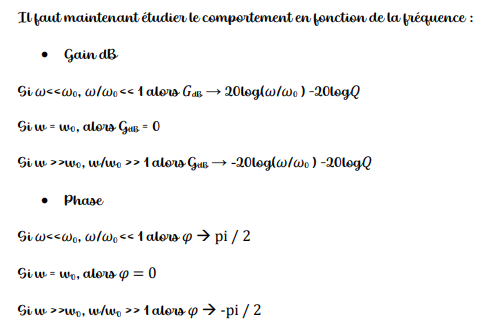 Il faut maintenant étudier le comportement en fonction de la fréquence :
• Gain dB
Si ω<<ω₀, ω/ω₀ << 1 alors G_dB → 20log(ω/ω₀ ) -20logQ
Si w = w₀, alors G_dB = 0
Si w >>w₀, w/w₀ >> 1 alors G_dB → -20log(ω/ω₀ ) -20logQ
• Phase
Si ω<<ω₀, ω/ω₀ << 1 alors φ → pi / 2
Si w = w₀, alors φ = 0
Si w >>w₀, w/w₀ >> 1 alors φ → -pi / 2